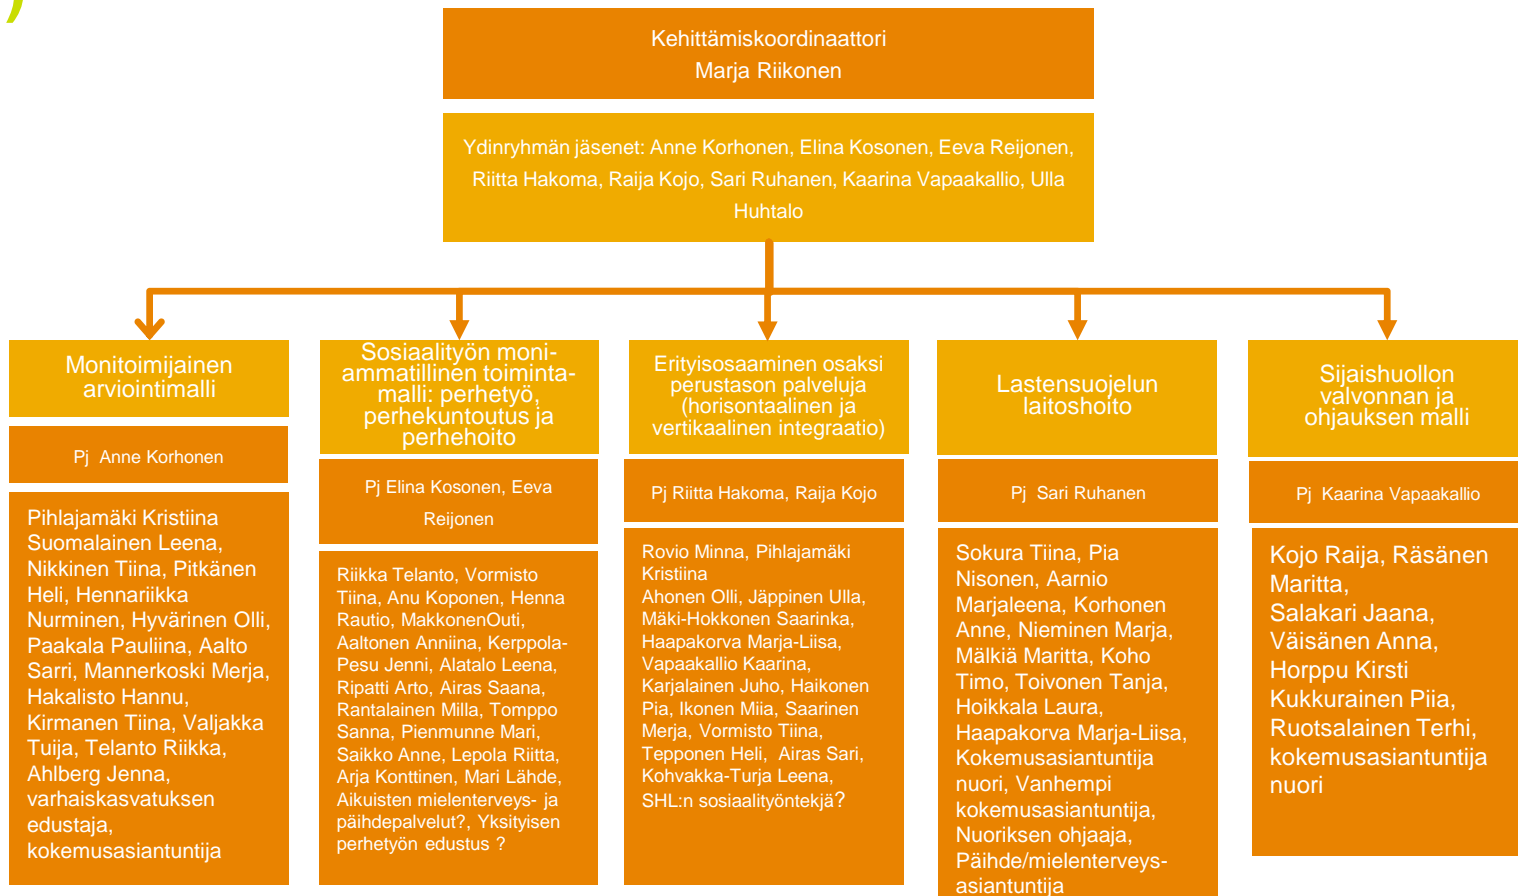 )
Kehittämiskoordinaattori
Marja Riikonen
Ydinryhmän jäsenet: Anne Korhonen, Elina Kosonen, Eeva Reijonen,
Riitta Hakoma, Raija Kojo, Sari Ruhanen, Kaarina Vapaakallio, Ulla
Huhtalo
Monitoimijainen
arviointimalli
Pj Anne Korhonen
Pihlajamäki Kristiina
Suomalainen Leena,
Nikkinen Tiina, Pitkänen
Heli, Hennariikka
Nurminen, Hyvärinen Olli,
Paakala Pauliina, Aalto
Sarri, Mannerkoski Merja,
Hakalisto Hannu,
Kirmanen Tiina, Valjakka
Tuija, Telanto Riikka,
Ahlberg Jenna,
varhaiskasvatuksen
edustaja,
kokemusasiantuntija
Sosiaalityön moni-
ammatillinen toiminta-
malli: perhetyö,
perhekuntoutus ja
perhehoito
Pj Elina Kosonen, Eeva
Reijonen
Riikka Telanto, Vormisto
Tiina, Anu Koponen, Henna
Rautio, MakkonenOuti,
Aaltonen Anniina, Kerppola-
Pesu Jenni, Alatalo Leena,
Ripatti Arto, Airas Saana,
Rantalainen Milla, Tomppo
Sanna, Pienmunne Mari,
Saikko Anne, Lepola Riitta,
Arja Konttinen, Mari Lähde,
Aikuisten mielenterveys- ja
päihdepalvelut?, Yksityisen
perhetyön edustus ?
Erityisosaaminen osaksi
perustason palveluja
(horisontaalinen ja
vertikaalinen integraatio)
Pj Riitta Hakoma, Raija Kojo
Rovio Minna, Pihlajamäki
Kristiina
Ahonen Olli, Jäppinen Ulla,
Mäki-Hokkonen Saarinka,
Haapakorva Marja-Liisa,
Vapaakallio Kaarina,
Karjalainen Juho, Haikonen
Pia, Ikonen Miia, Saarinen
Merja, Vormisto Tiina,
Tepponen Heli, Airas Sari,
Kohvakka-Turja Leena,
SHL:n sosiaalityöntekjä?
Lastensuojelun
laitoshoito
Pj Sari Ruhanen
Sokura Tiina, Pia
Nisonen, Aarnio
Marjaleena, Korhonen
Anne, Nieminen Marja,
Mälkiä Maritta, Koho
Timo, Toivonen Tanja,
Hoikkala Laura,
Haapakorva Marja-Liisa,
Kokemusasiantuntija
nuori, Vanhempi
kokemusasiantuntija,
Nuoriksen ohjaaja,
Päihde/mielenterveys-
asiantuntija
Sijaishuollon
valvonnan ja
ohjauksen malli
Pj Kaarina Vapaakallio
Kojo Raija, Räsänen
Maritta,
Salakari Jaana,
Väisänen Anna,
Horppu Kirsti
Kukkurainen Piia,
Ruotsalainen Terhi,
kokemusasiantuntija
nuori